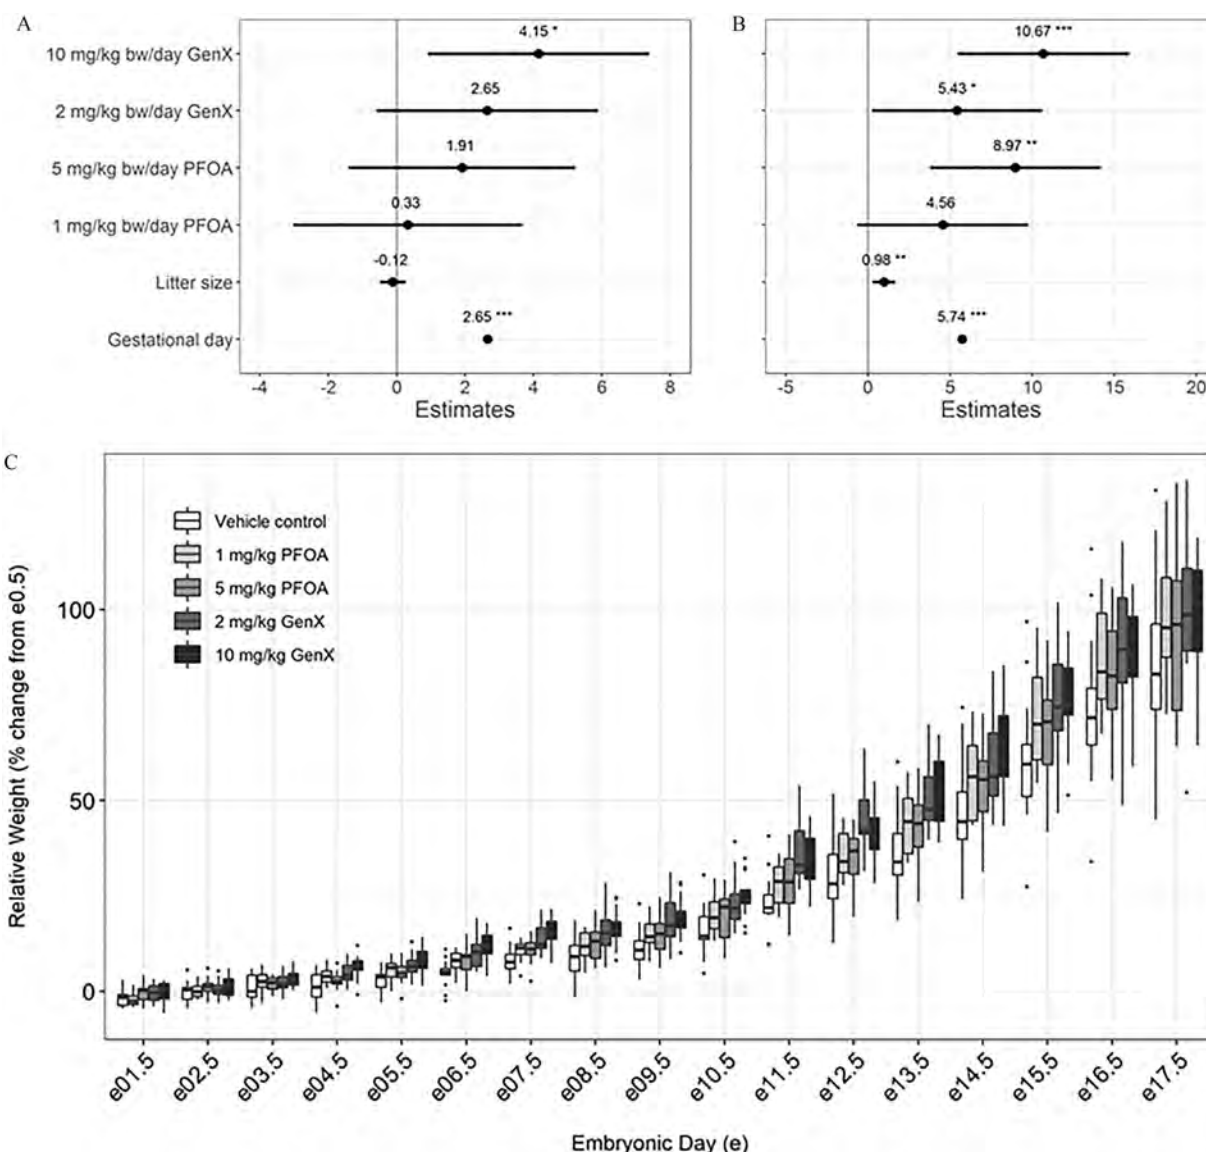 A
10 mg/kg bw/day GenX
2 mg/kg bw/day GenX
5 mg/kg bw/day PFOA
1 mg/kg bw/day PFOA
Litter size
Gestational day
4.15 *
2.65
1.91
0.33
-0.12
2.65 ***
-4 -2 0 2 4 6 8
Estimates
B
10.67 ***
5.43 *
8.97 **
4.56
0.98 **
5.74 ***
-5 0 5 10 15 20
Estimates
C
Relative Weight (% change from e0.5)
100
50
0
Vehicle control
1 mg/kg PFOA
5 mg/kg PFOA
2 mg/kg GenX
10 mg/kg GenX
e01.5 e02.5 e03.5 e04.5 e05.5 e06.5 e07.5 e08.5 e09.5 e10.5 e11.5 e12.5 e13.5 e14.5 e15.5 e16.5 e17.5
Embryonic Day (e)